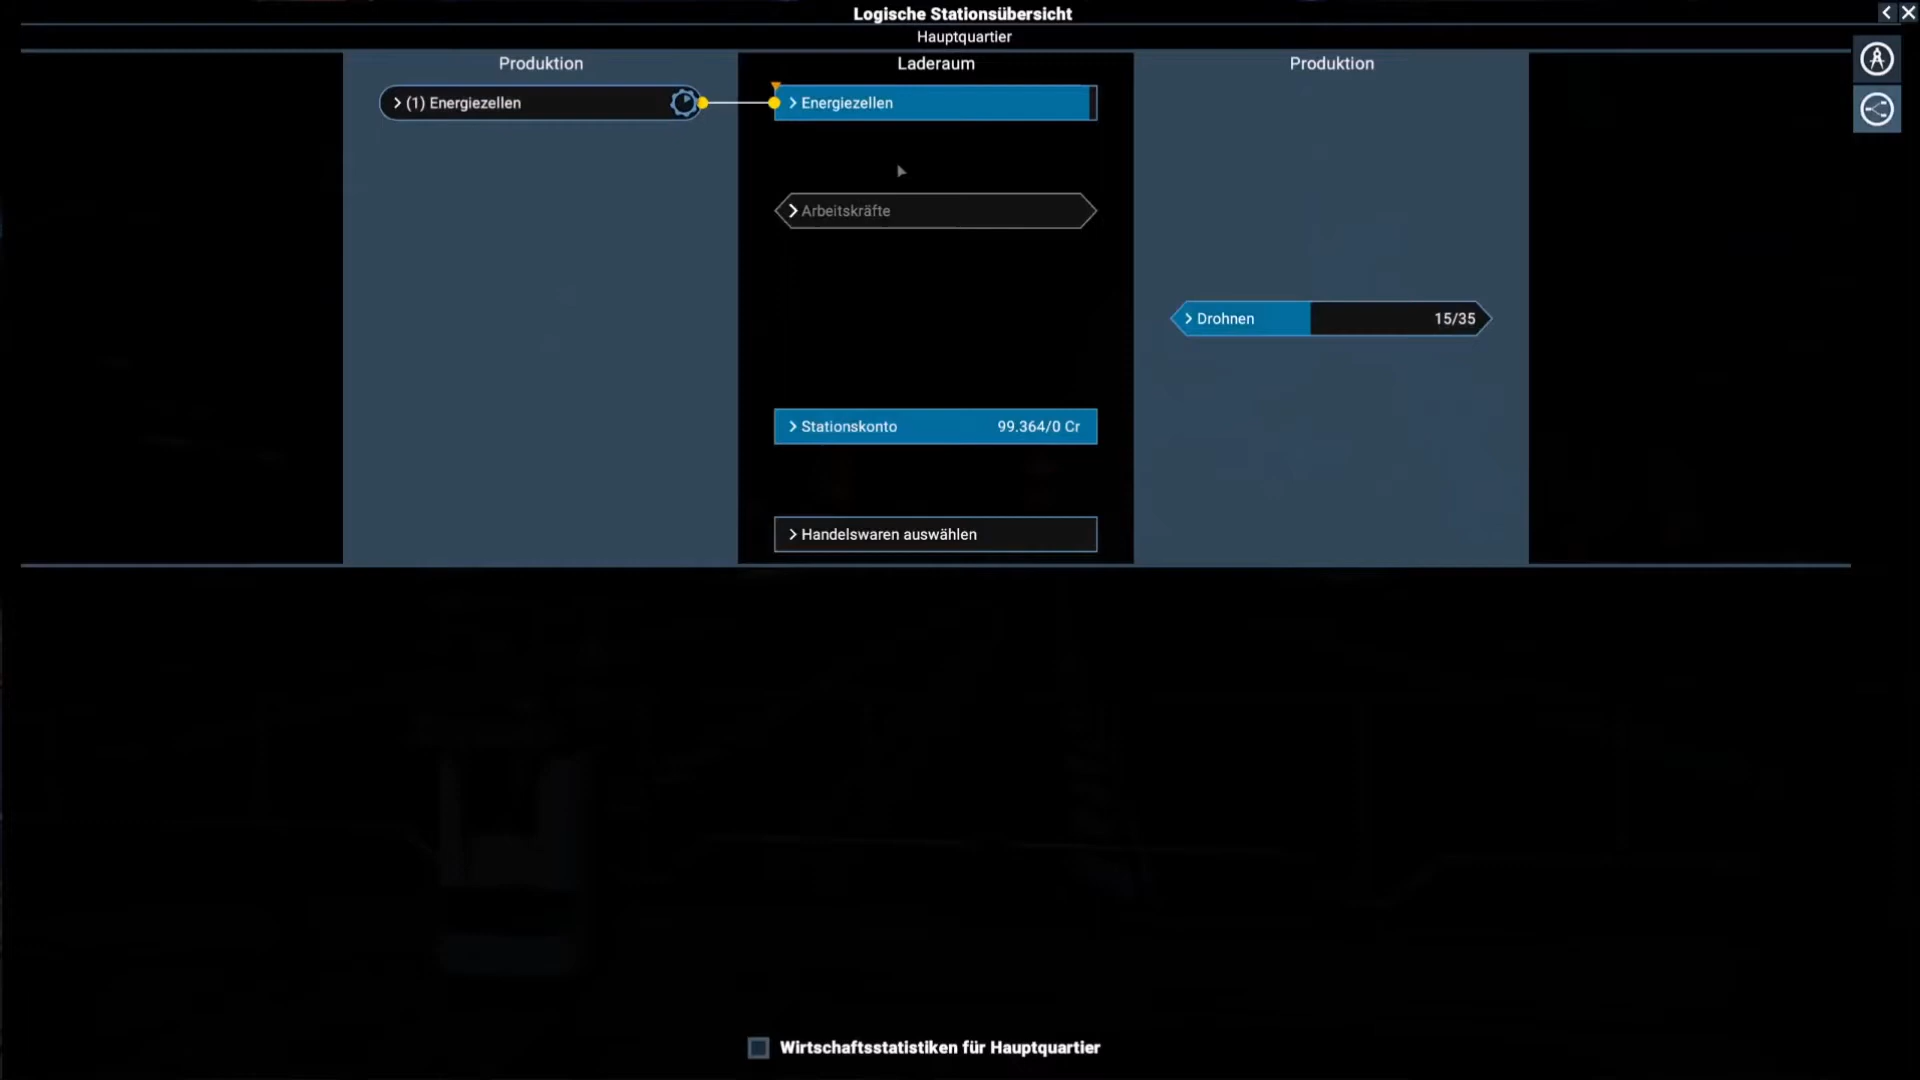 Logische Stationsübersicht
Hauptquartier
Produktion
Laderaum
Produktion
(1) Energiezellen
Energiezellen
Arbeitskräfte
Drohnen 15/35
Stationskonto 99.364/0 Cr
Handelswaren auswählen
Wirtschaftsstatistiken für Hauptquartier